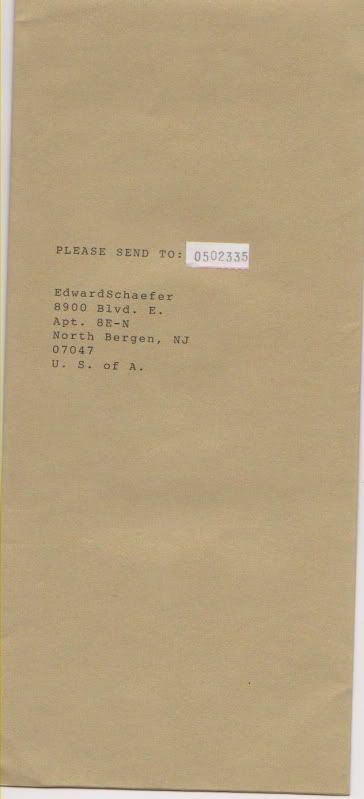 PLEASE SEND TO: 0502335
EdwardSchaefer
8900 Blvd. E.
Apt. 8E-N
North Bergen, NJ
07047
U. S. of A.